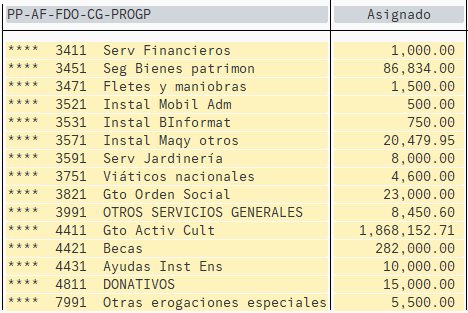 PP-AF-FDO-CG-PROGP Asignado
**** 3411 Serv Financieros 1,000.00
**** 3451 Seg Bienes patrimon 86,834.00
**** 3471 Fletes y maniobras 1,500.00
**** 3521 Instal Mobil Adm 500.00
**** 3531 Instal BInformat 750.00
**** 3571 Instal Maqy otros 20,479.95
**** 3591 Serv Jardinería 8,000.00
**** 3751 Viáticos nacionales 4,600.00
**** 3821 Gto Orden Social 23,000.00
**** 3991 OTROS SERVICIOS GENERALES 8,450.60
**** 4411 Gto Activ Cult 1,868,152.71
**** 4421 Becas 282,000.00
**** 4431 Ayudas Inst Ens 10,000.00
**** 4811 DONATIVOS 15,000.00
**** 7991 Otras erogaciones especiales 5,500.00